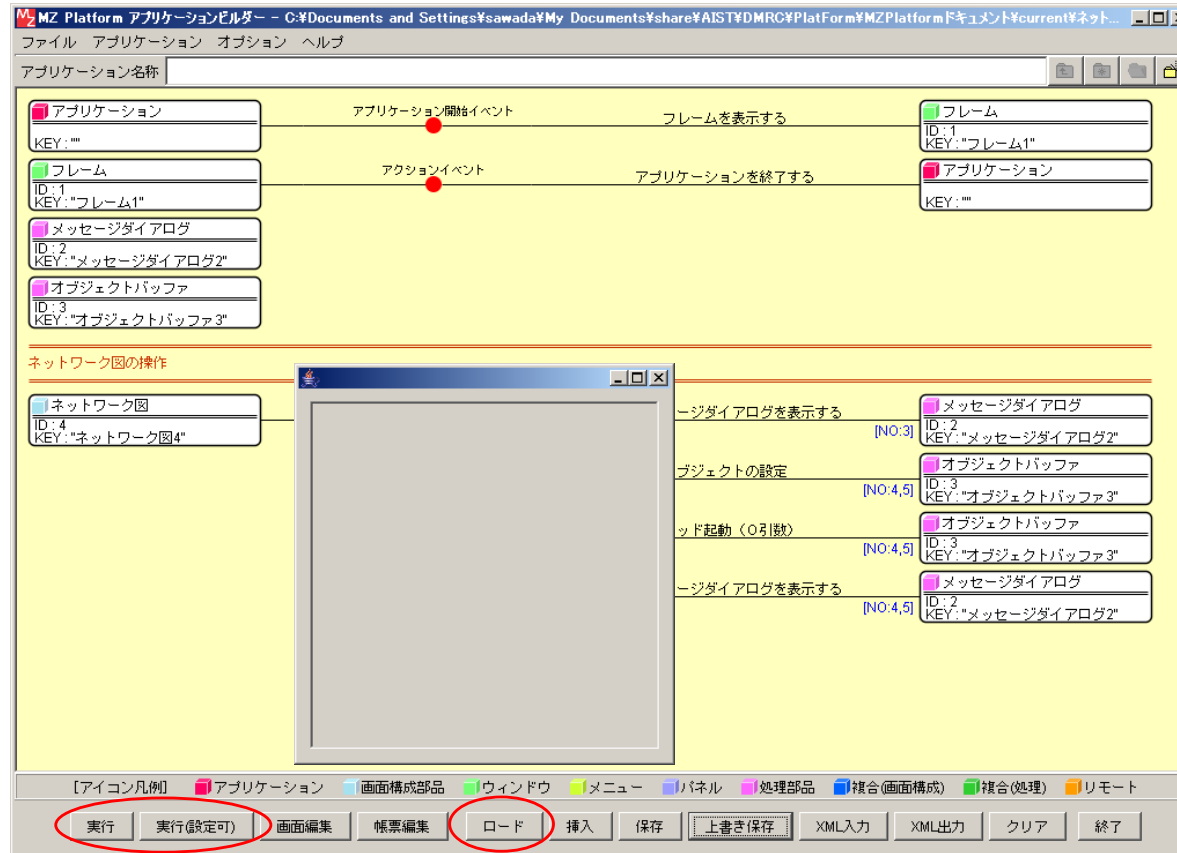 MZ Platform アプリケーションビルダー - C:¥Documents and Settings¥sawada¥My Documents¥share¥AIST¥DMRC¥PlatForm¥MZPlatformドキュメント¥current¥ネット...
ファイル アプリケーション オプション ヘルプ
アプリケーション名称
アプリケーション アプリケーション開始イベント フレームを表示する フレーム
KEY:"" ID:1
KEY:"フレーム1"
フレーム アクションイベント アプリケーションを終了する アプリケーション
ID:1
KEY:"フレーム1" KEY:""
メッセージダイアログ
ID:2
KEY:"メッセージダイアログ2"
オブジェクトバッファ
ID:3
KEY:"オブジェクトバッファ3"
ネットワーク図の操作
ネットワーク図 ージダイアログを表示する メッセージダイアログ
ID:4 [NO:3] ID:2
KEY:"ネットワーク図4" KEY:"メッセージダイアログ2"
ブジェクトの設定 オブジェクトバッファ
[NO:4,5] ID:3
KEY:"オブジェクトバッファ3"
ッド起動(0引数) オブジェクトバッファ
[NO:4,5] ID:3
KEY:"オブジェクトバッファ3"
ージダイアログを表示する メッセージダイアログ
[NO:4,5] ID:2
KEY:"メッセージダイアログ2"
[アイコン凡例] アプリケーション 画面構成部品 ウィンドウ メニュー パネル 処理部品 複合(画面構成) 複合(処理) リモート
実行 実行(設定可) 画面編集 帳票編集 ロード 挿入 保存 上書き保存 XML入力 XML出力 クリア 終了